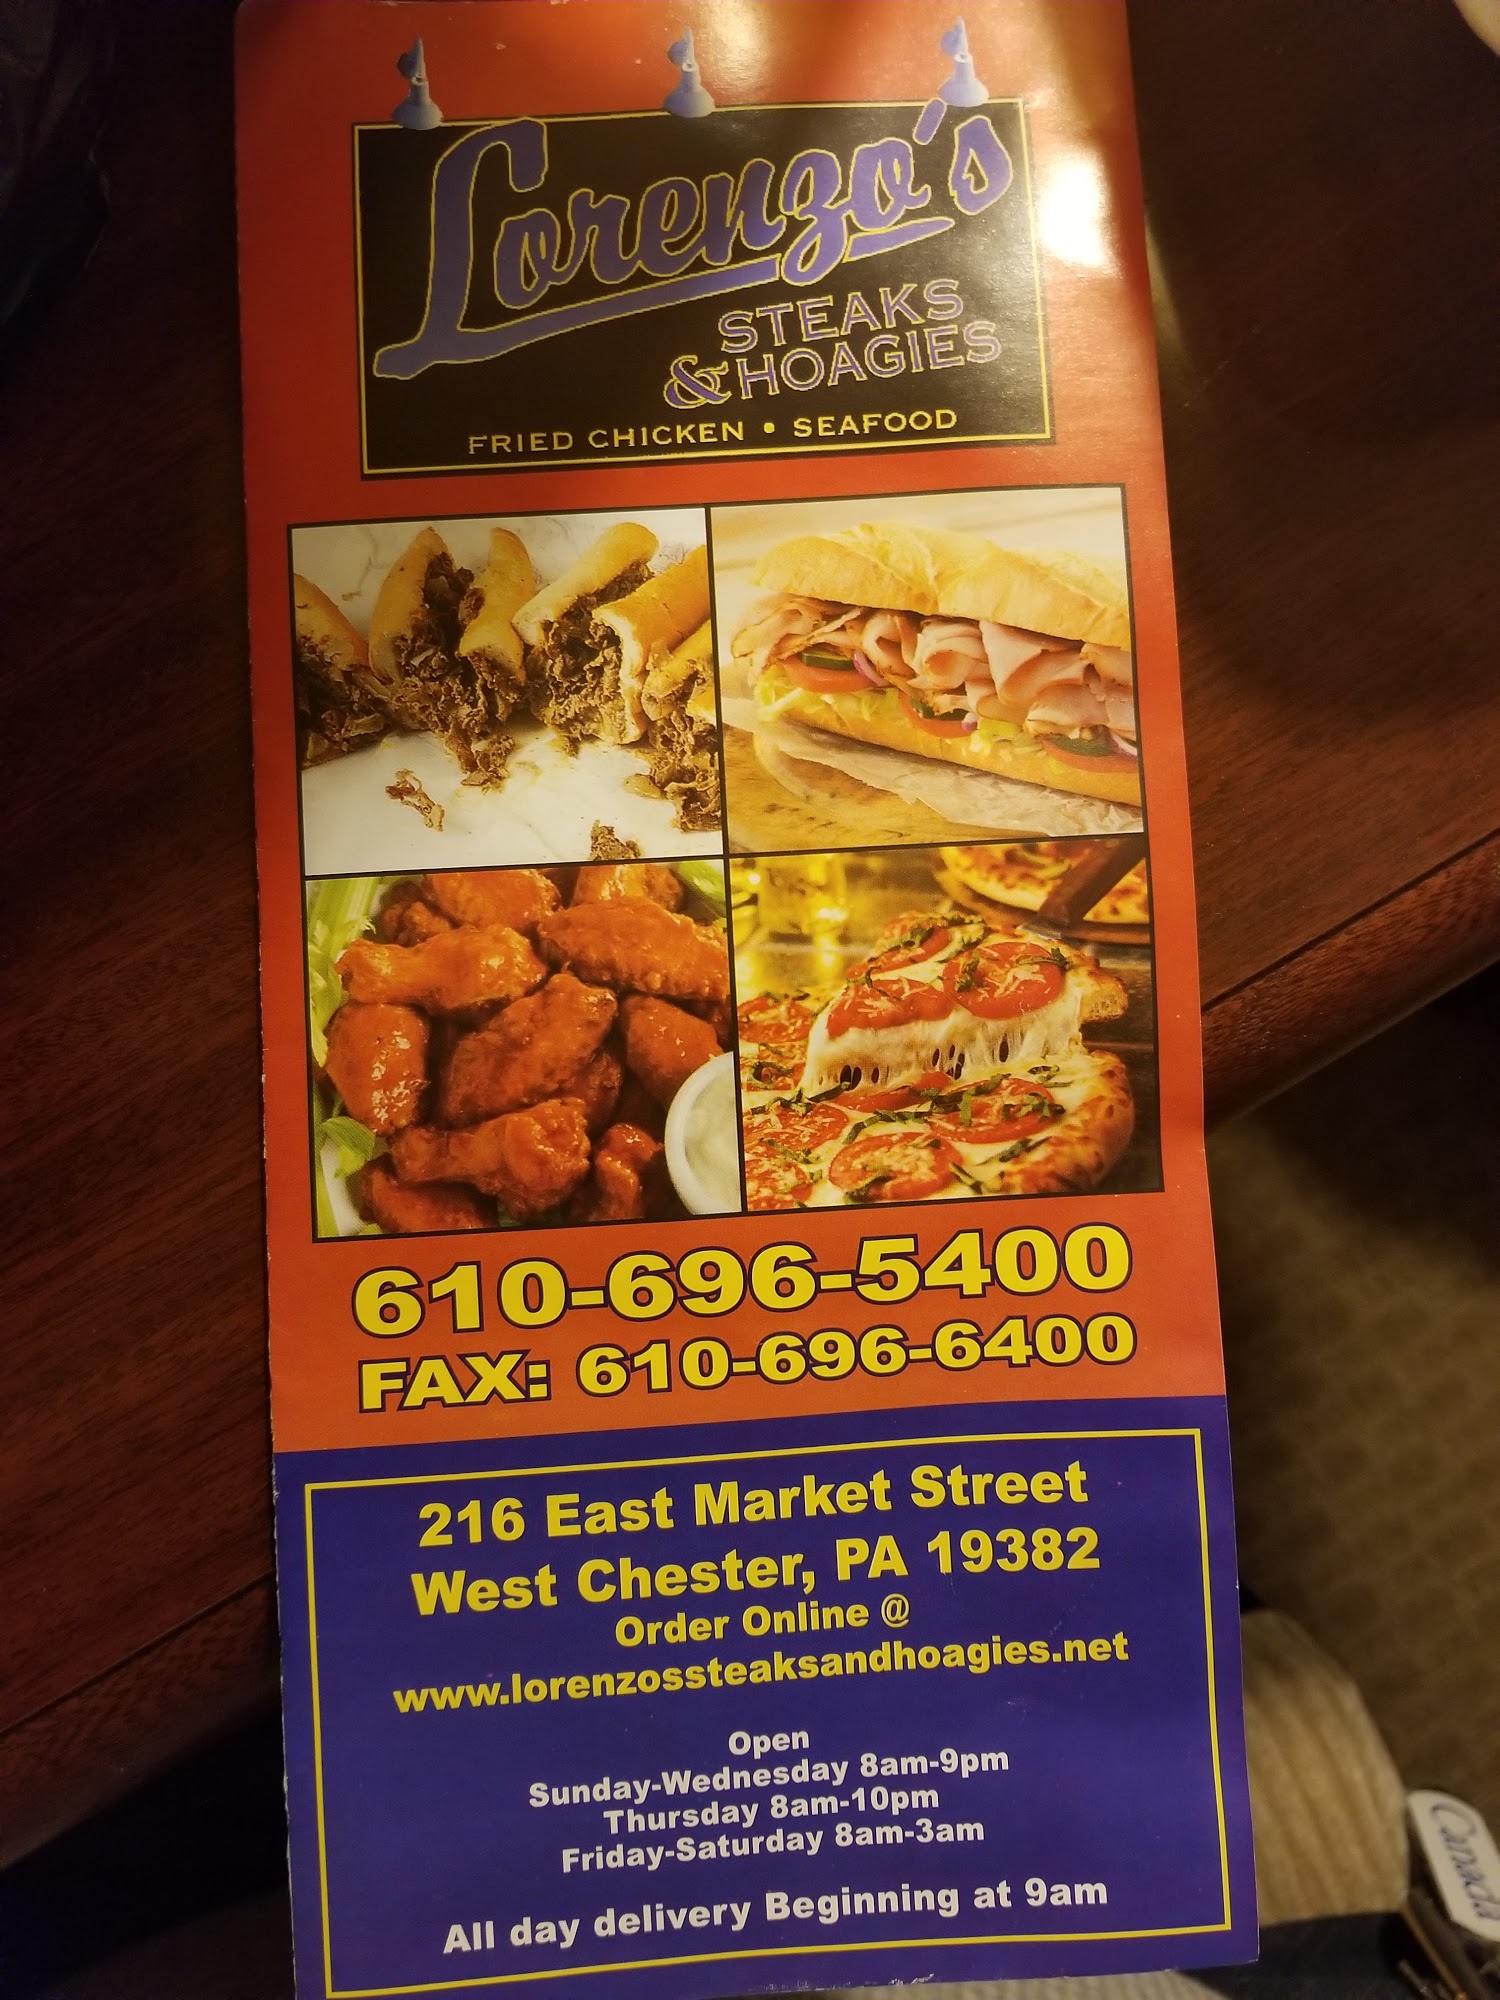 Lorenzo's
STEAKS
& HOAGIES
FRIED CHICKEN • SEAFOOD
610-696-5400
FAX: 610-696-6400
216 East Market Street
West Chester, PA 19382
Order Online @
www.lorenzossteaksandhoagies.net
Open
Sunday-Wednesday 8am-9pm
Thursday 8am-10pm
Friday-Saturday 8am-3am
All day delivery Beginning at 9am
Canada